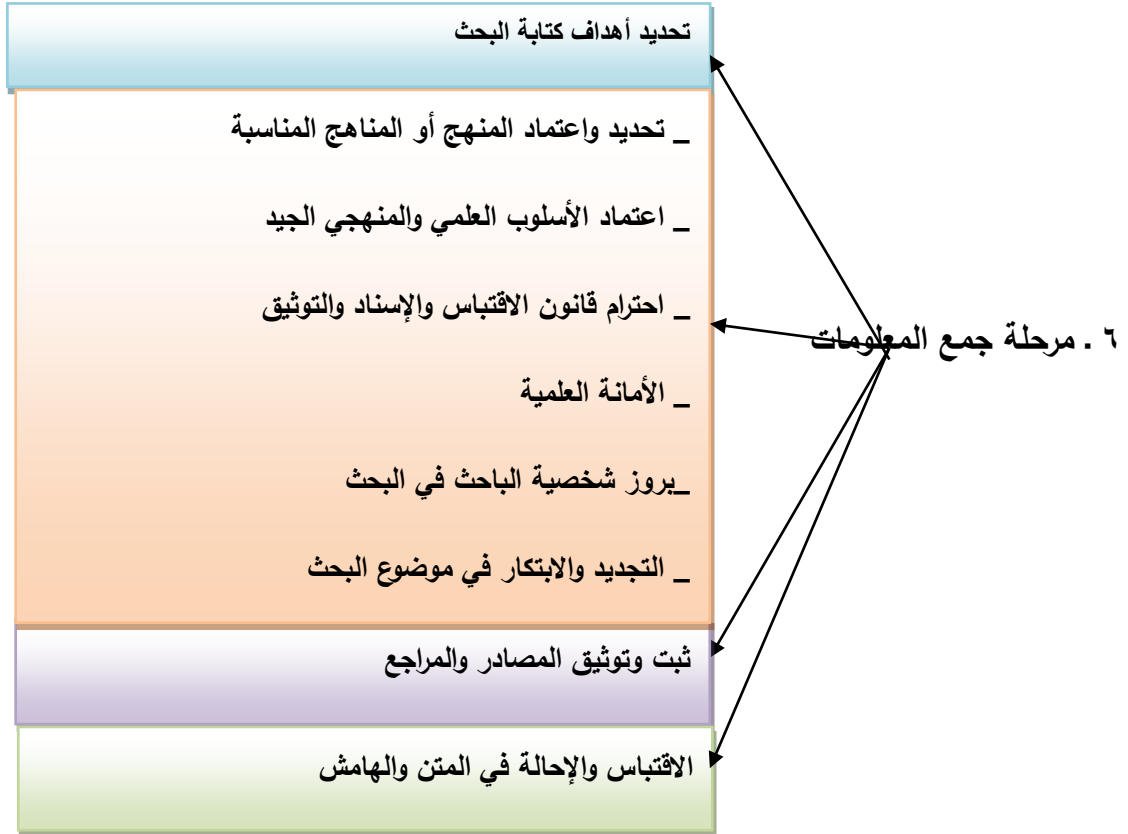 تحديد أهداف كتابة البحث
_ تحديد واعتماد المنهج أو المناهج المناسبة
_ اعتماد الأسلوب العلمي والمنهجي الجيد
_ احترام قانون الاقتباس والإسناد والتوثيق
٦ . مرحلة جمع المعلومات
_ الأمانة العلمية
_بروز شخصية الباحث في البحث
_ التجديد والابتكار في موضوع البحث
ثبت وتوثيق المصادر والمراجع
الاقتباس والإحالة في المتن والهامش